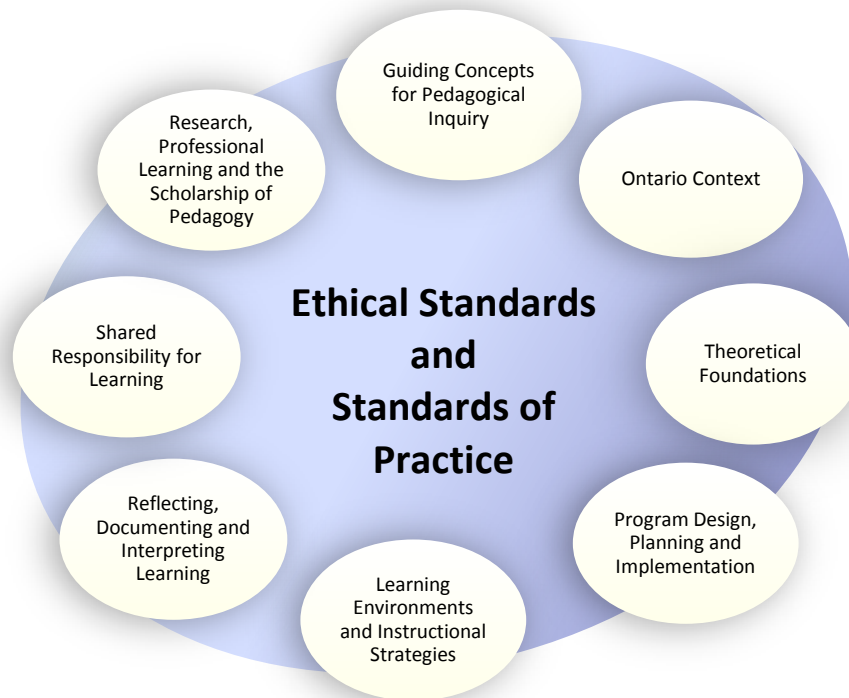 Guiding Concepts
for Pedagogical
Inquiry
Ontario Context
Theoretical
Foundations
Program Design,
Planning and
Implementation
Learning
Environments
and Instructional
Strategies
Reflecting,
Documenting and
Interpreting
Learning
Shared
Responsibility for
Learning
Research,
Professional
Learning and the
Scholarship of
Pedagogy
Ethical Standards
and
Standards of
Practice